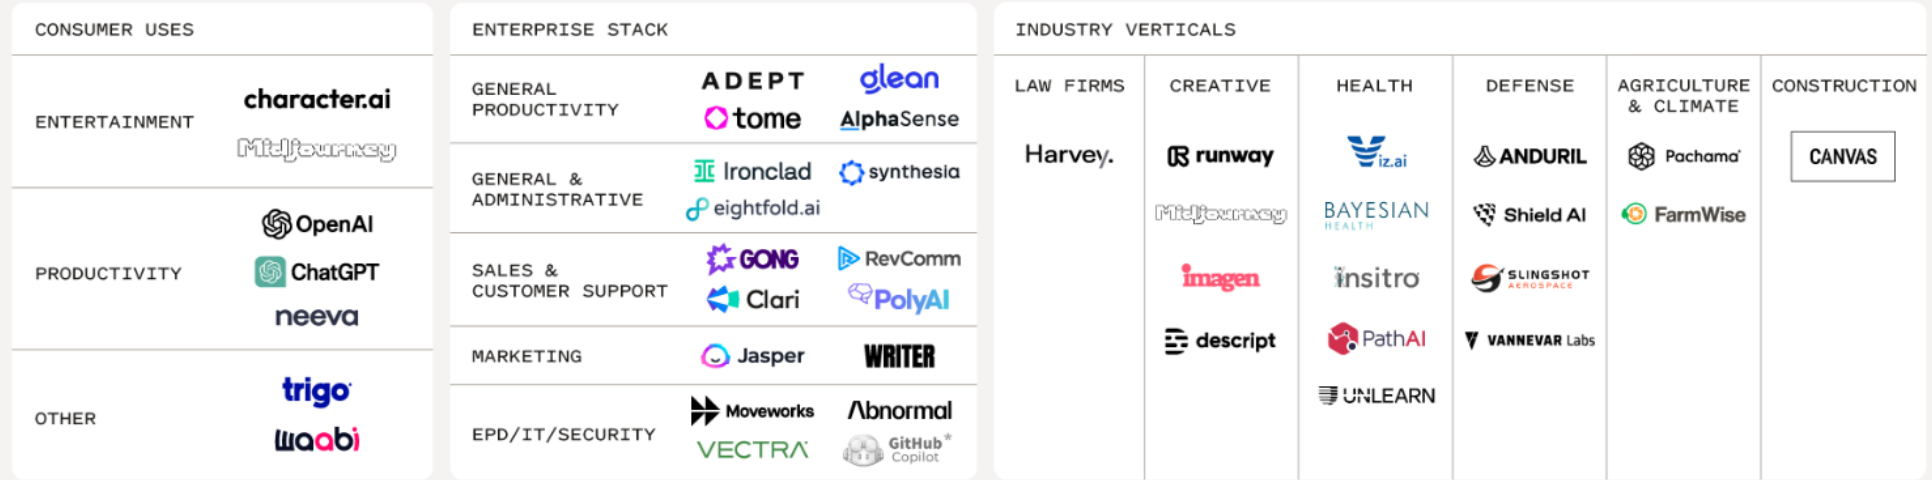 CONSUMER USES
ENTERTAINMENT
character.ai
Midjourney
PRODUCTIVITY
OpenAI
ChatGPT
neeva
OTHER
trigo
waabi
ENTERPRISE STACK
GENERAL
PRODUCTIVITY
ADEPT
glean
tome
AlphaSense
GENERAL &
ADMINISTRATIVE
Ironclad
synthesia
eightfold.ai
SALES &
CUSTOMER SUPPORT
GONG
RevComm
Clari
PolyAI
MARKETING
Jasper
WRITER
EPD/IT/SECURITY
Moveworks
Abnormal
VECTRA
GitHub*
Copilot
INDUSTRY VERTICALS
LAW FIRMS
Harvey.
CREATIVE
runway
Midjourney
imagen
descript
HEALTH
Viz.ai
BAYESIAN
HEALTH
insitro
PathAI
UNLEARN
DEFENSE
ANDURIL
Shield AI
SLINGSHOT
AEROSPACE
VANNEVAR Labs
AGRICULTURE
& CLIMATE
Pachama
FarmWise
CONSTRUCTION
CANVAS